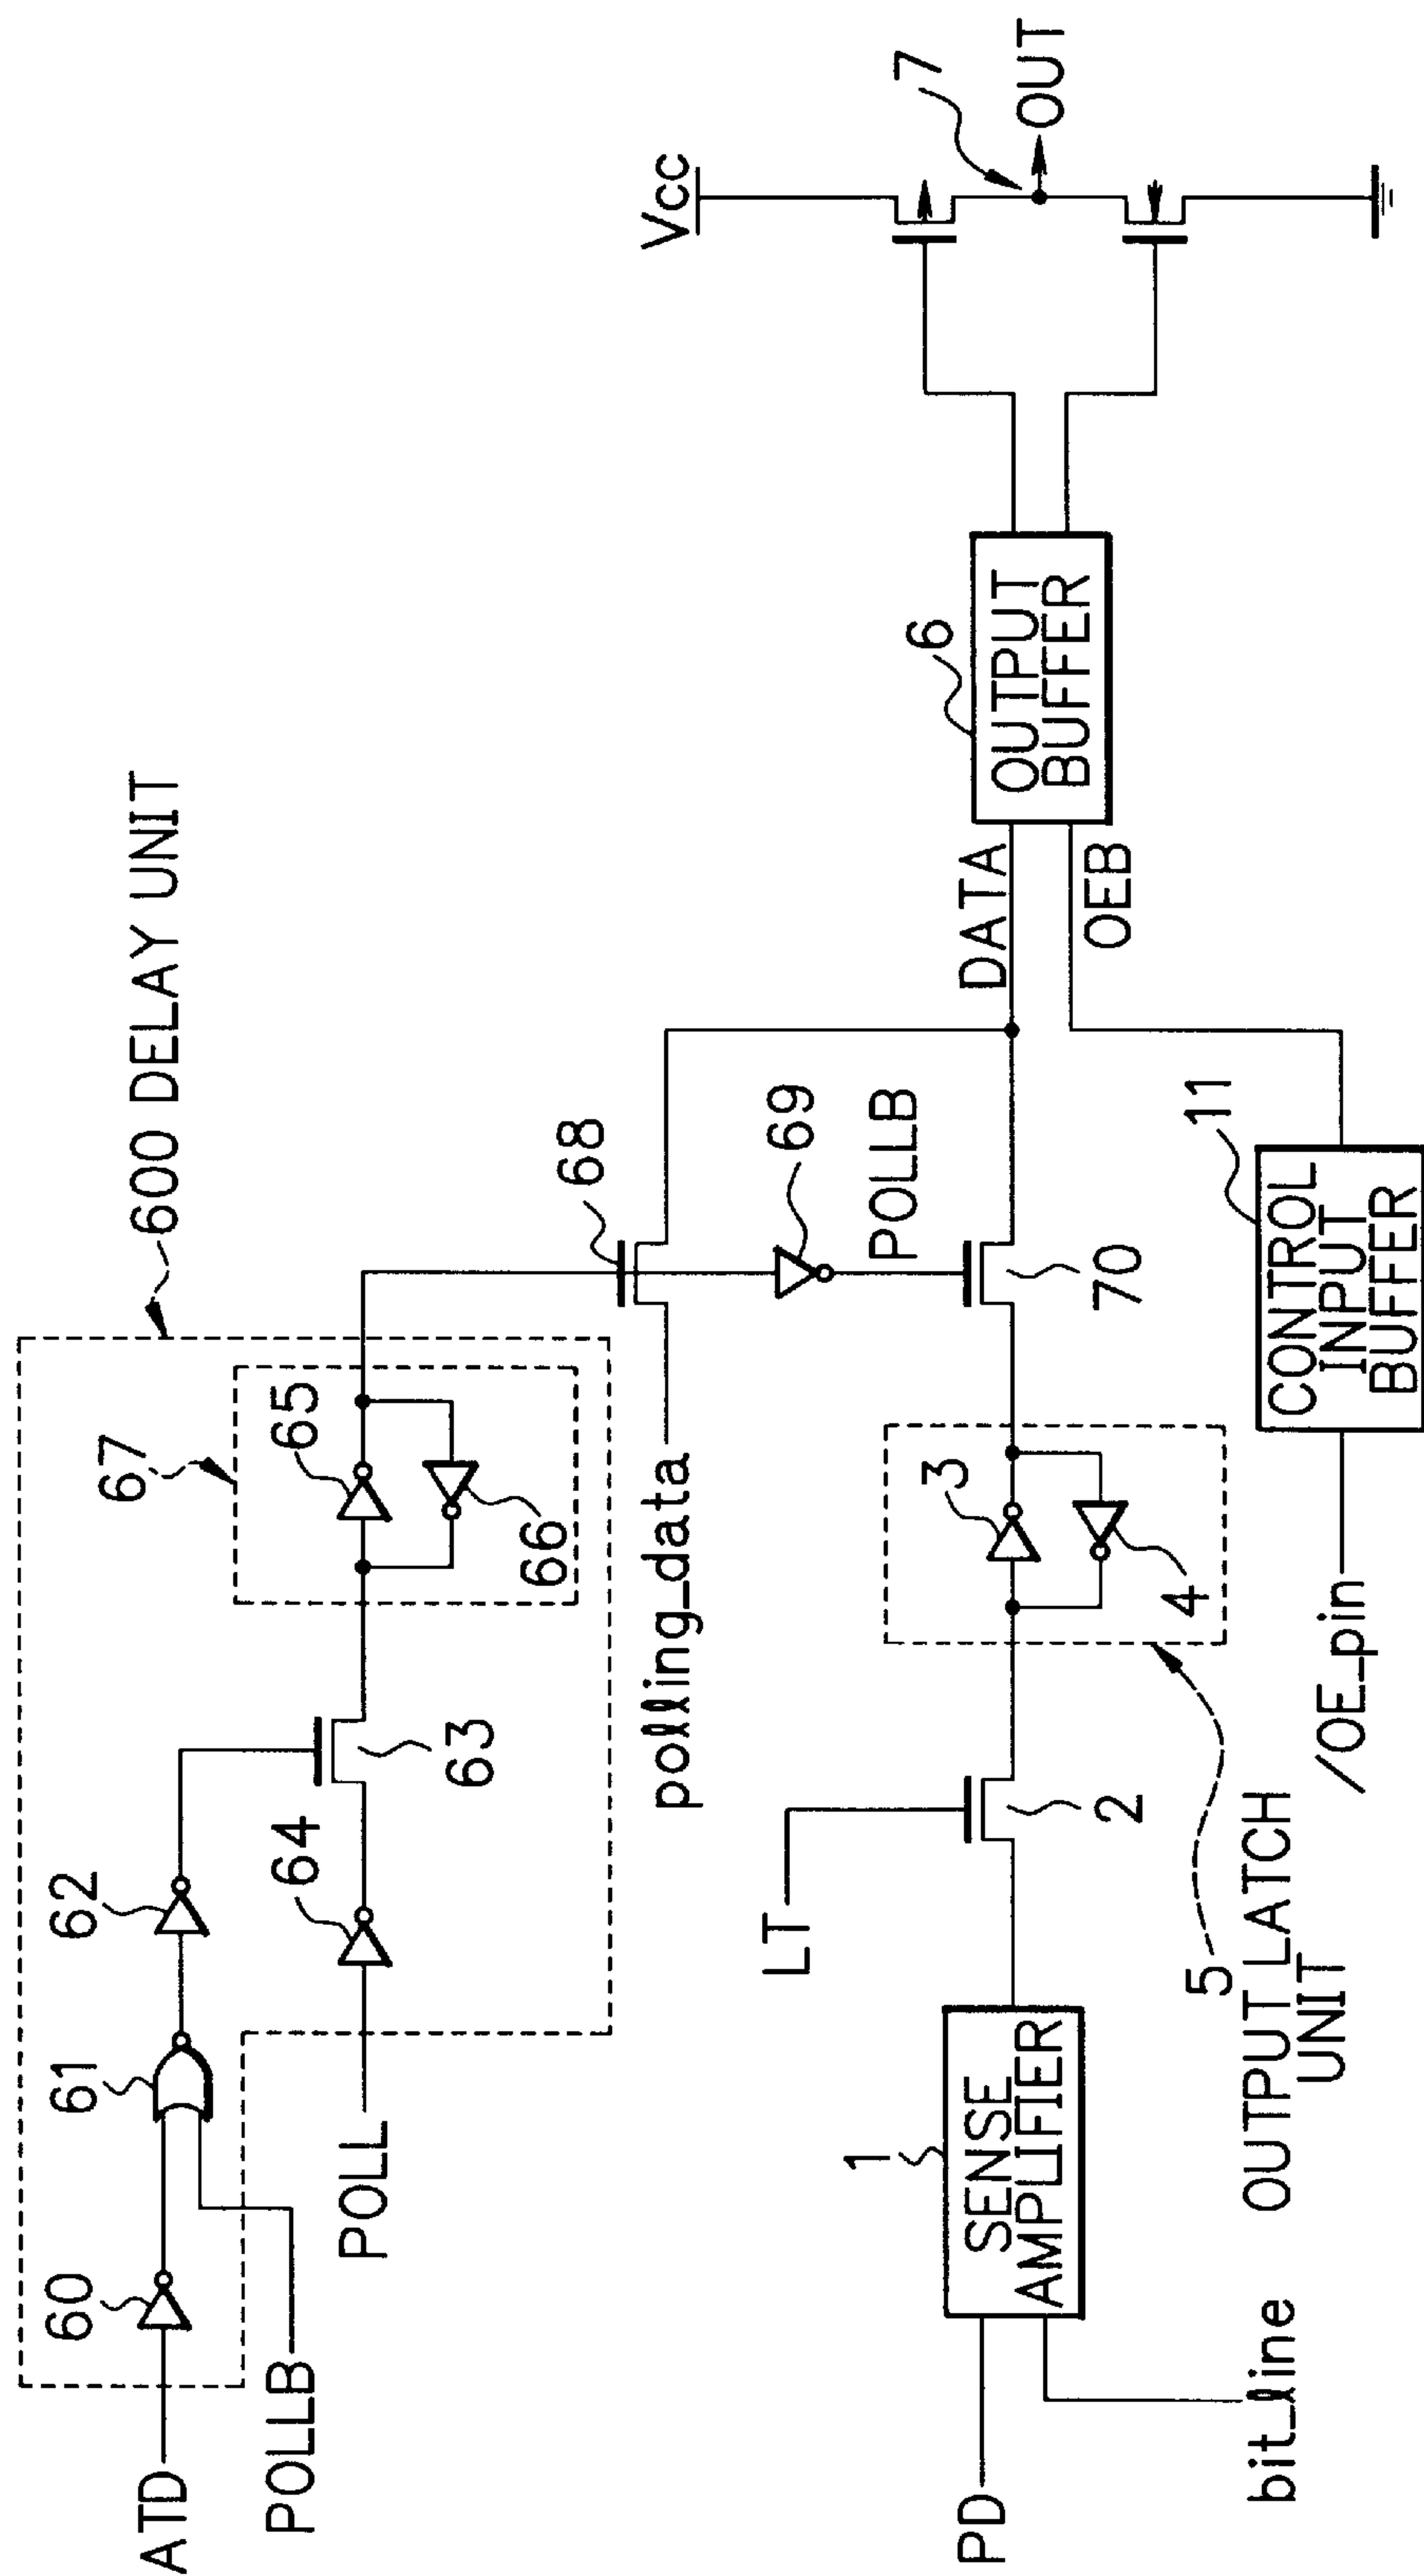 600 DELAY UNIT
60
61
62
67
65
64
63
66
ATD
POLLB
POLL
68
polling_data
69
POLLB
Vcc
7
OUT
LT
2
3
4
70
DATA
OEB
6
OUTPUT
BUFFER
1
SENSE
AMPLIFIER
PD
bit_line
5
OUTPUT LATCH
UNIT
11
CONTROL
INPUT
BUFFER
/OE_pin